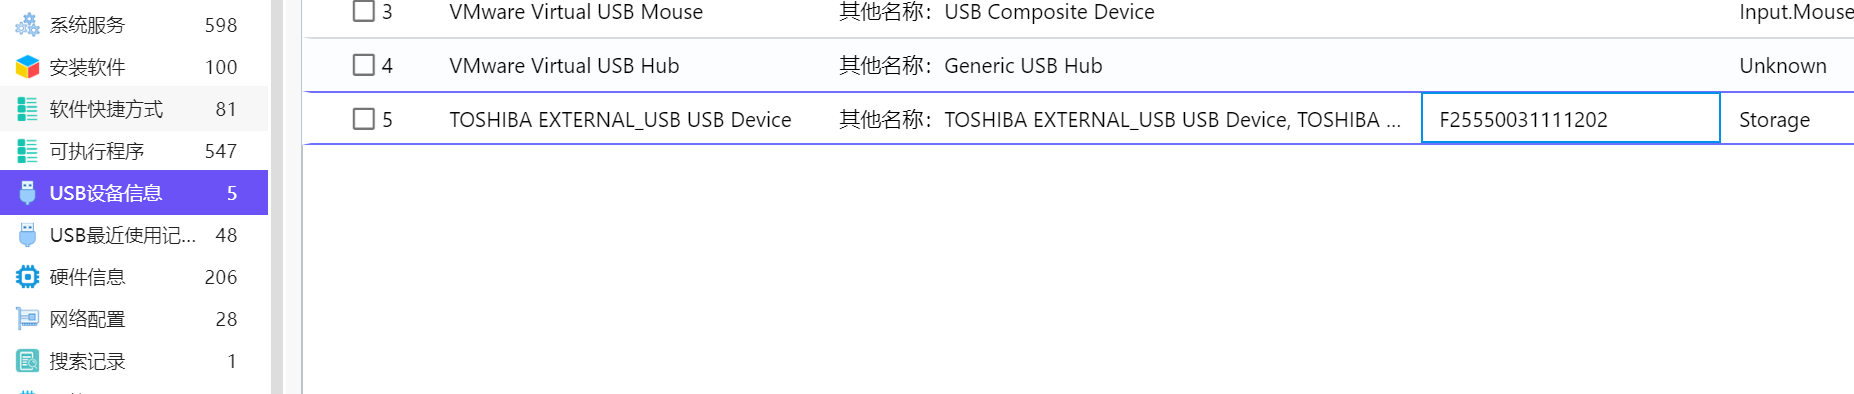 系统服务 598
安装软件 100
软件快捷方式 81
可执行程序 547
USB设备信息 5
USB最近使用记... 48
硬件信息 206
网络配置 28
搜索记录 1
3 VMware Virtual USB Mouse 其他名称：USB Composite Device Input.Mouse
4 VMware Virtual USB Hub 其他名称：Generic USB Hub Unknown
5 TOSHIBA EXTERNAL_USB USB Device 其他名称：TOSHIBA EXTERNAL_USB USB Device, TOSHIBA ... F25550031111202 Storage